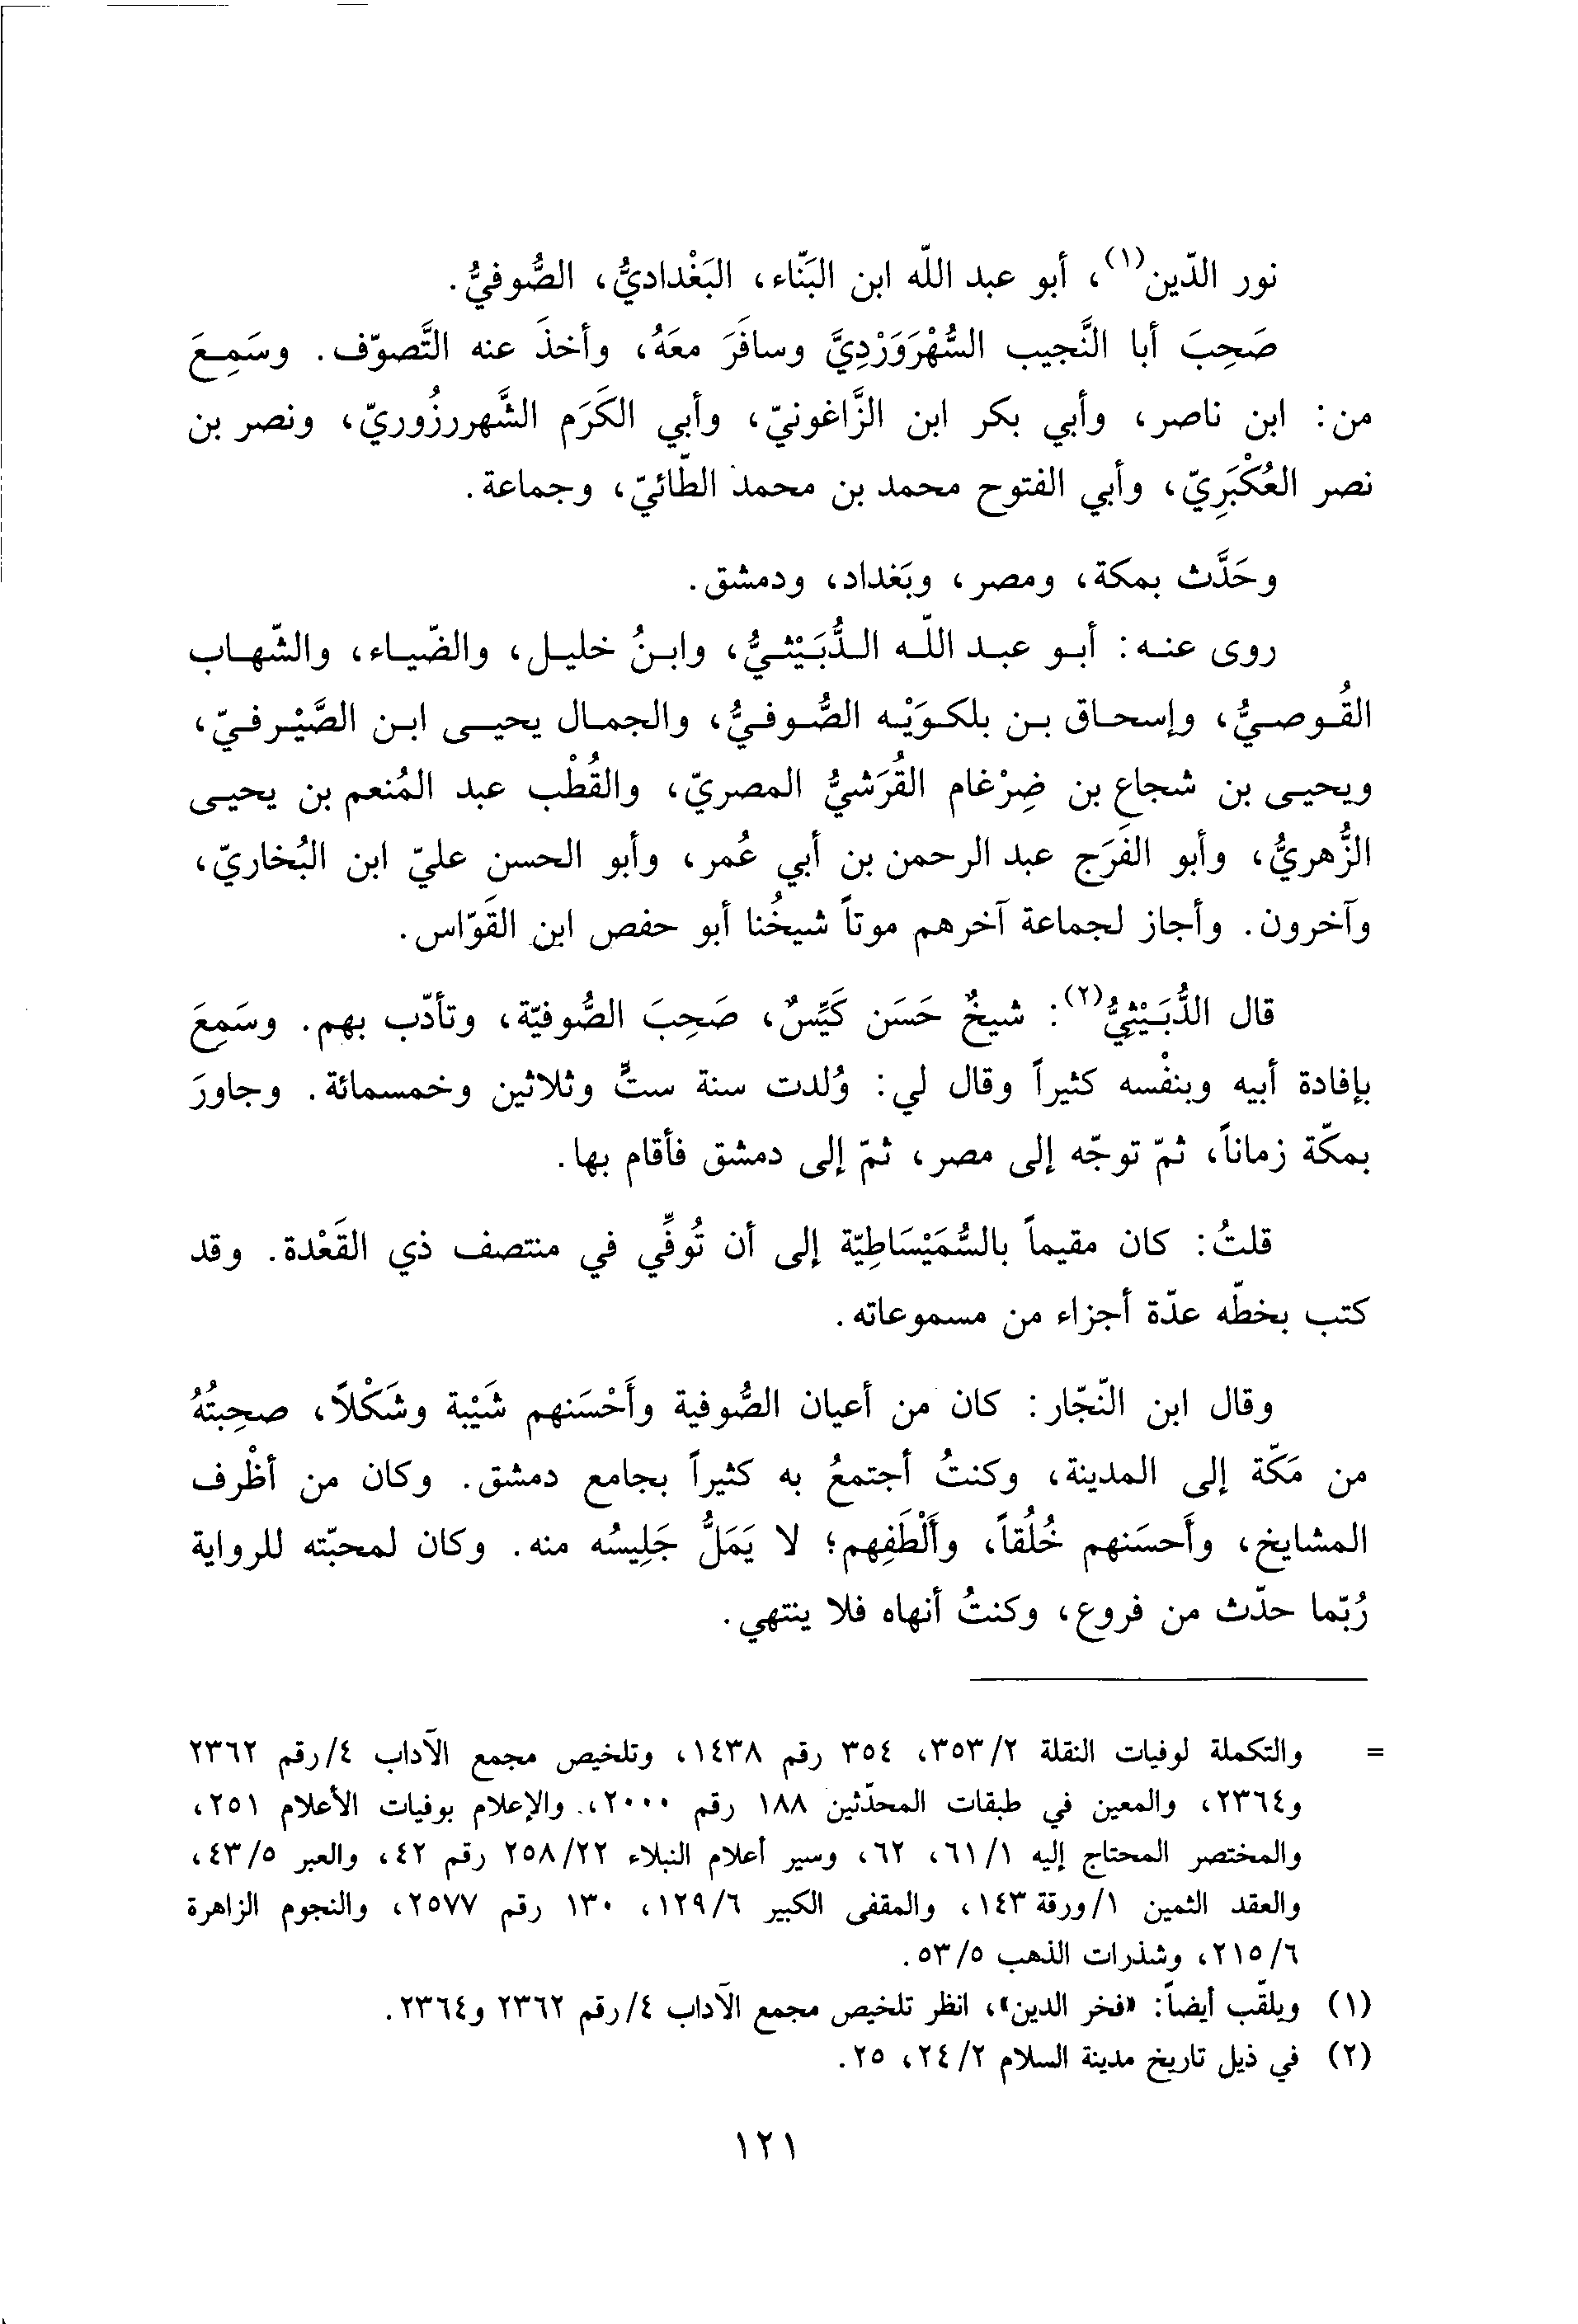 نور الدّين(١)، أبو عبد اللّه ابن البَنّاء، البَغْداديُّ، الصُّوفيُّ.
صَحِبَ أبا النَّجيب السُّهْرَوَرْدِيَّ وسافَرَ معَهُ، وأخذَ عنه التَّصوّف. وسَمِعَ
من: ابن ناصر، وأبي بكر ابن الزَّاغونيّ، وأبي الكَرَم الشَّهررزُوريّ، ونصر بن
نصر العُكْبَرِيّ، وأبي الفتوح محمد بن محمد الطّائيّ، وجماعة.
وحَدَّث بمكة، ومصر، وبَغداد، ودمشق.
روى عنه: أبو عبد اللّه الدُّبَيْثيُّ، وابنُ خليل، والضّياء، والشّهاب
القُوصيُّ، وإسحاق بن بلكوَيْه الصُّوفيُّ، والجمال يحيى ابن الصَّيْرفيّ،
ويحيى بن شجاع بن ضِرْغام القُرَشيُّ المصريّ، والقُطْب عبد المُنعم بن يحيى
الزُّهريُّ، وأبو الفَرَج عبد الرحمن بن أبي عُمر، وأبو الحسن عليّ ابن البُخاريّ،
وآخرون. وأجاز لجماعة آخرهم موتاً شيخُنا أبو حفص ابن القَوّاس.
قال الدُّبَيْثِيُّ(٢): شيخٌ حَسَن كَيِّسٌ، صَحِبَ الصُّوفيّة، وتأدّب بهم. وسَمِعَ
بإفادة أبيه وبنفْسه كثيراً وقال لي: وُلدت سنة ستٍّ وثلاثين وخمسمائة. وجاورَ
بمكّة زماناً، ثمّ توجّه إلى مصر، ثمّ إلى دمشق فأقام بها.
قلتُ: كان مقيماً بالسُّمَيْسَاطِيّة إلى أن تُوفِّي في منتصف ذي القَعْدة. وقد
كتب بخطّه عدّة أجزاء من مسموعاته.
وقال ابن النّجّار: كان من أعيان الصُّوفية وأَحْسَنهم شَيْبة وشَكْلاً، صحِبتُهُ
من مَكّة إلى المدينة، وكنتُ أجتمعُ به كثيراً بجامع دمشق. وكان من أظْرف
المشايخ، وأَحسَنهم خُلُقاً، وأَلْطَفِهم؛ لا يَمَلُّ جَلِيسُه منه. وكان لمحبّته للرواية
رُبّما حدّث من فروع، وكنتُ أنهاه فلا ينتهي.
= والتكملة لوفيات النقلة ٢/٣٥٣، ٣٥٤ رقم ١٤٣٨، وتلخيص مجمع الآداب ٤/رقم ٢٣٦٢
و٢٣٦٤، والمعين في طبقات المحدّثين ١٨٨ رقم ٢٠٠٠، والإعلام بوفيات الأعلام ٢٥١،
والمختصر المحتاج إليه ١/٦١، ٦٢، وسير أعلام النبلاء ٢٢/٢٥٨ رقم ٤٢، والعبر ٥/٤٣،
والعقد الثمين ١/ورقة ١٤٣، والمقفى الكبير ٦/١٢٩، ١٣٠ رقم ٢٥٧٧، والنجوم الزاهرة
٦/٢١٥، وشذرات الذهب ٥/٥٣.
(١) ويلقّب أيضاً: «فخر الدين»، انظر تلخيص مجمع الآداب ٤/رقم ٢٣٦٢ و٢٣٦٤.
(٢) في ذيل تاريخ مدينة السلام ٢/٢٤، ٢٥.
١٢١